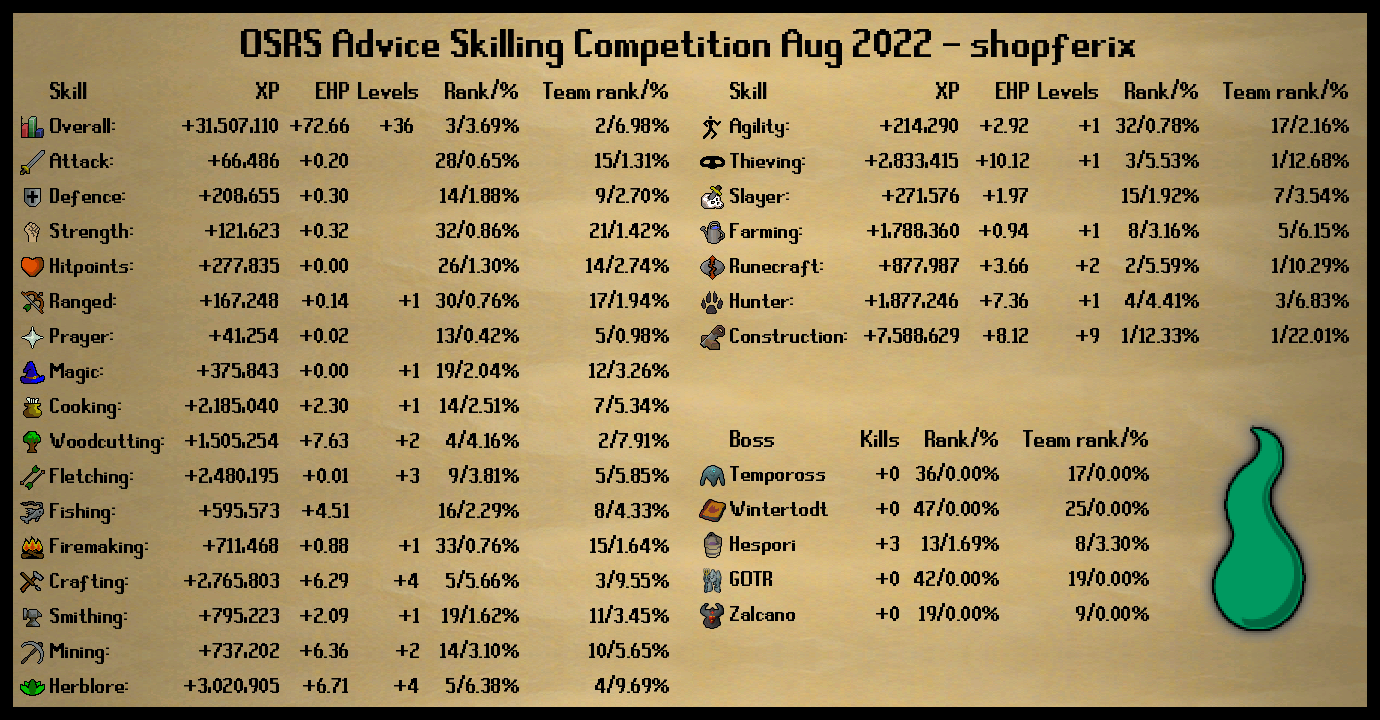 OSRS Advice Skilling Competition Aug 2022 - shopferix
Skill XP EHP Levels Rank/% Team rank/%
Overall: +31,507,110 +72.66 +36 3/3.69% 2/6.98%
Attack: +66,486 +0.20 28/0.65% 15/1.31%
Defence: +208,655 +0.30 14/1.88% 9/2.70%
Strength: +121,623 +0.32 32/0.86% 21/1.42%
Hitpoints: +277,835 +0.00 26/1.30% 14/2.74%
Ranged: +167,248 +0.14 +1 30/0.76% 17/1.94%
Prayer: +41,254 +0.02 13/0.42% 5/0.98%
Magic: +375,843 +0.00 +1 19/2.04% 12/3.26%
Cooking: +2,185,040 +2.30 +1 14/2.51% 7/5.34%
Woodcutting: +1,505,254 +7.63 +2 4/4.16% 2/7.91%
Fletching: +2,480,195 +0.01 +3 9/3.81% 5/5.85%
Fishing: +595,573 +4.51 16/2.29% 8/4.33%
Firemaking: +711,468 +0.88 +1 33/0.76% 15/1.64%
Crafting: +2,765,803 +6.29 +4 5/5.66% 3/9.55%
Smithing: +795,223 +2.09 +1 19/1.62% 11/3.45%
Mining: +737,202 +6.36 +2 14/3.10% 10/5.65%
Herblore: +3,020,905 +6.71 +4 5/6.38% 4/9.69%
Skill XP EHP Levels Rank/% Team rank/%
Agility: +214,290 +2.92 +1 32/0.78% 17/2.16%
Thieving: +2,833,415 +10.12 +1 3/5.53% 1/12.68%
Slayer: +271,576 +1.97 15/1.92% 7/3.54%
Farming: +1,788,360 +0.94 +1 8/3.16% 5/6.15%
Runecraft: +877,987 +3.66 +2 2/5.59% 1/10.29%
Hunter: +1,877,246 +7.36 +1 4/4.41% 3/6.83%
Construction: +7,588,629 +8.12 +9 1/12.33% 1/22.01%
Boss Kills Rank/% Team rank/%
Tempoross +0 36/0.00% 17/0.00%
Wintertodt +0 47/0.00% 25/0.00%
Hespori +3 13/1.69% 8/3.30%
GOTR +0 42/0.00% 19/0.00%
Zalcano +0 19/0.00% 9/0.00%